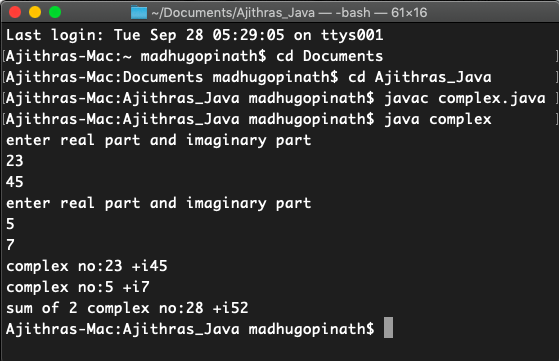 ~/Documents/Ajithras_Java — -bash — 61×16
Last login: Tue Sep 28 05:29:05 on ttys001
[Ajithras-Mac:~ madhugopinath$ cd Documents ]
[Ajithras-Mac:Documents madhugopinath$ cd Ajithras_Java ]
[Ajithras-Mac:Ajithras_Java madhugopinath$ javac complex.java ]
[Ajithras-Mac:Ajithras_Java madhugopinath$ java complex ]
enter real part and imaginary part
23
45
enter real part and imaginary part
5
7
complex no:23 +i45
complex no:5 +i7
sum of 2 complex no:28 +i52
Ajithras-Mac:Ajithras_Java madhugopinath$